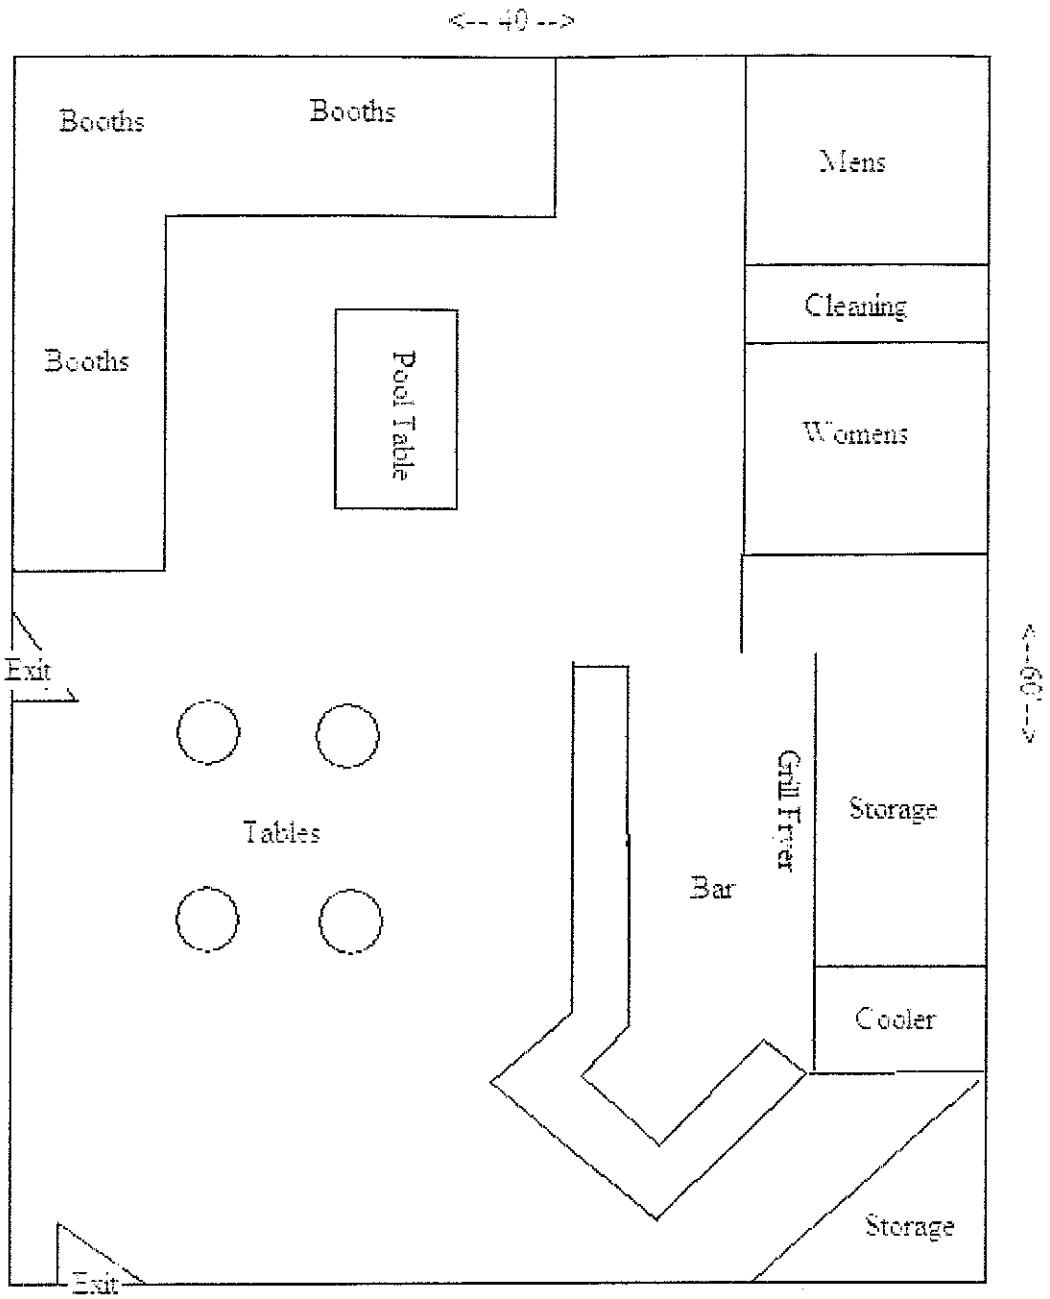 <-- 40 -->
Booths
Booths
Mens
Cleaning
Booths
Pool Table
Womens
Exit
<--60-->
Tables
Grill Fryer
Storage
Bar
Cooler
Storage
Exit